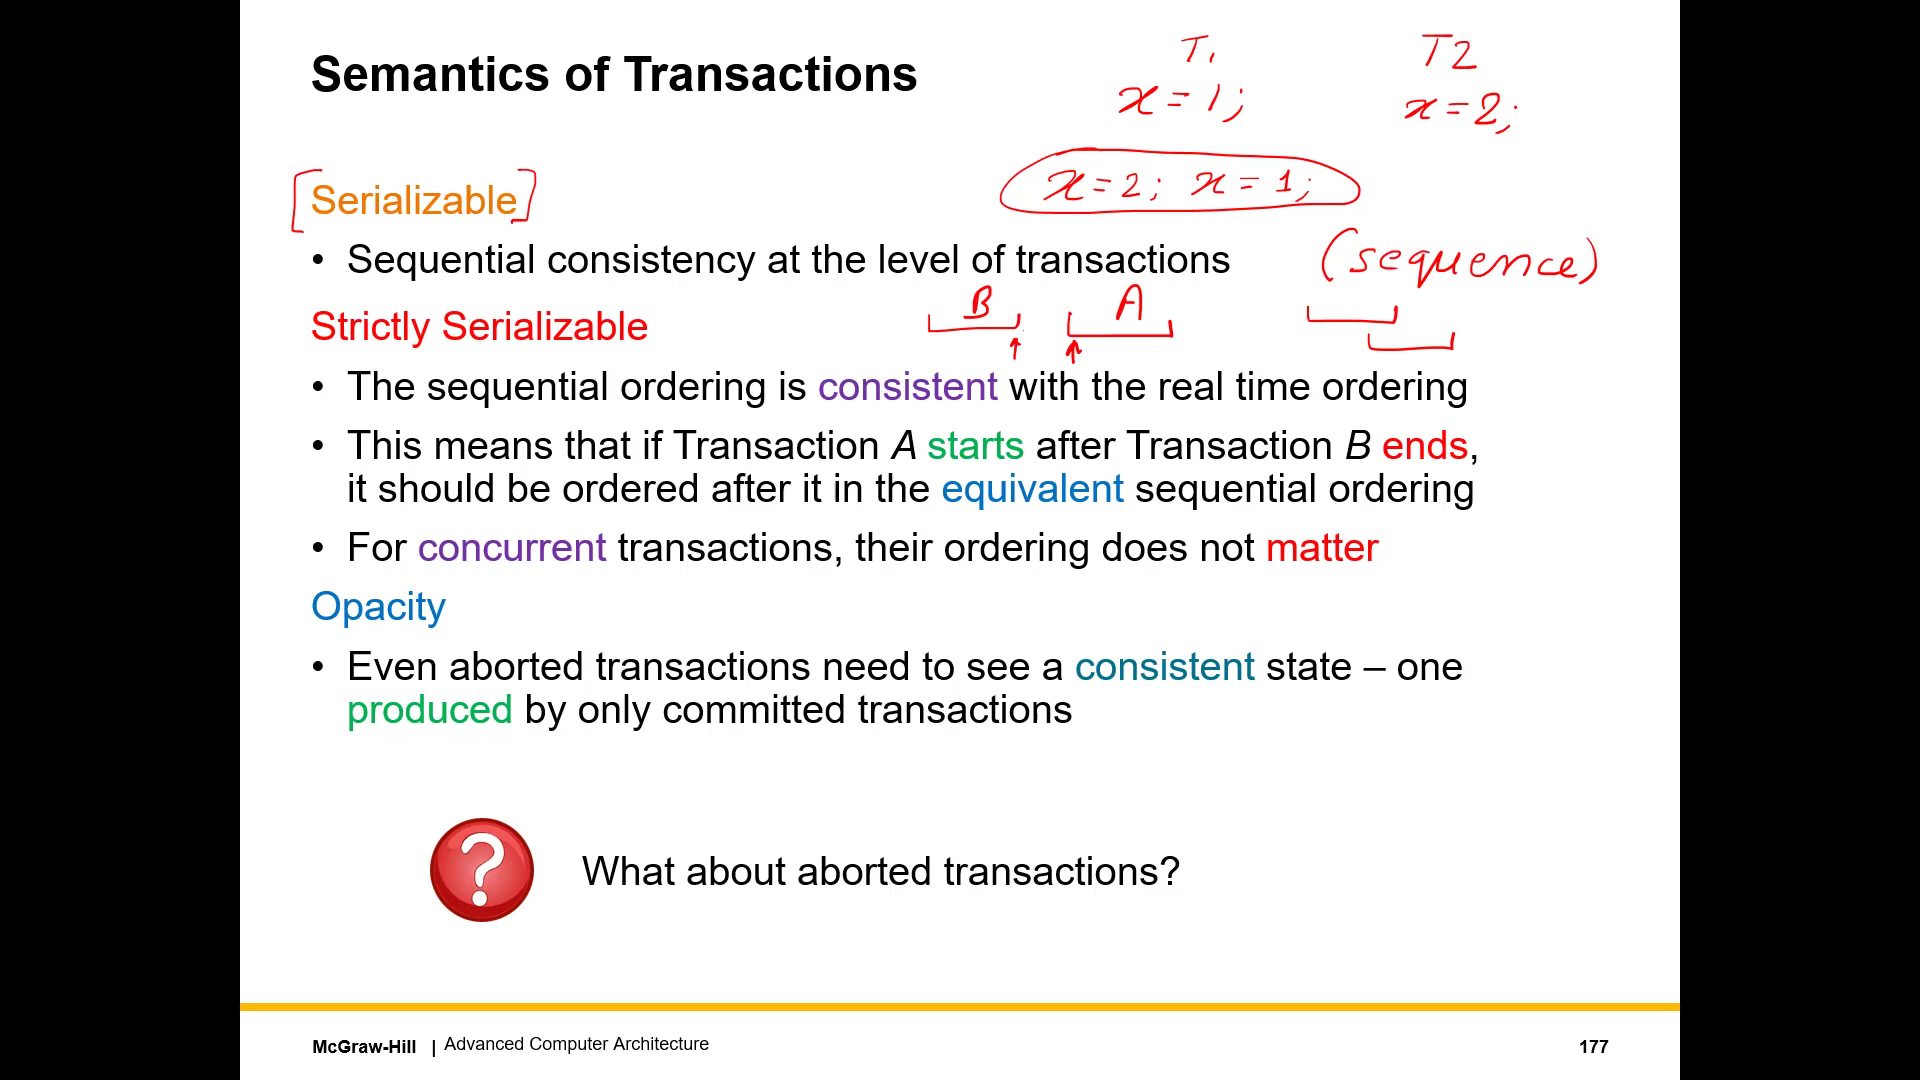 Semantics of Transactions
T1
T2
x = 1;
x = 2;
x = 2; x = 1;
Serializable
• Sequential consistency at the level of transactions
(sequence)
B
A
Strictly Serializable
• The sequential ordering is consistent with the real time ordering
• This means that if Transaction A starts after Transaction B ends,
it should be ordered after it in the equivalent sequential ordering
• For concurrent transactions, their ordering does not matter
Opacity
• Even aborted transactions need to see a consistent state – one
produced by only committed transactions
?
What about aborted transactions?
McGraw-Hill | Advanced Computer Architecture
177